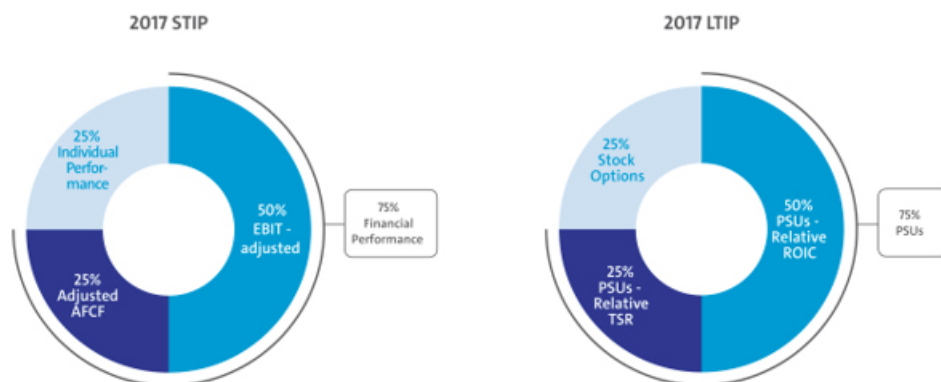 2017 STIP
25%
Individual
Perfor-
mance
50%
EBIT -
adjusted
25%
Adjusted
AFCF
75%
Financial
Performance
2017 LTIP
25%
Stock
Options
50%
PSUs -
Relative
ROIC
25%
PSUs -
Relative
TSR
75%
PSUs